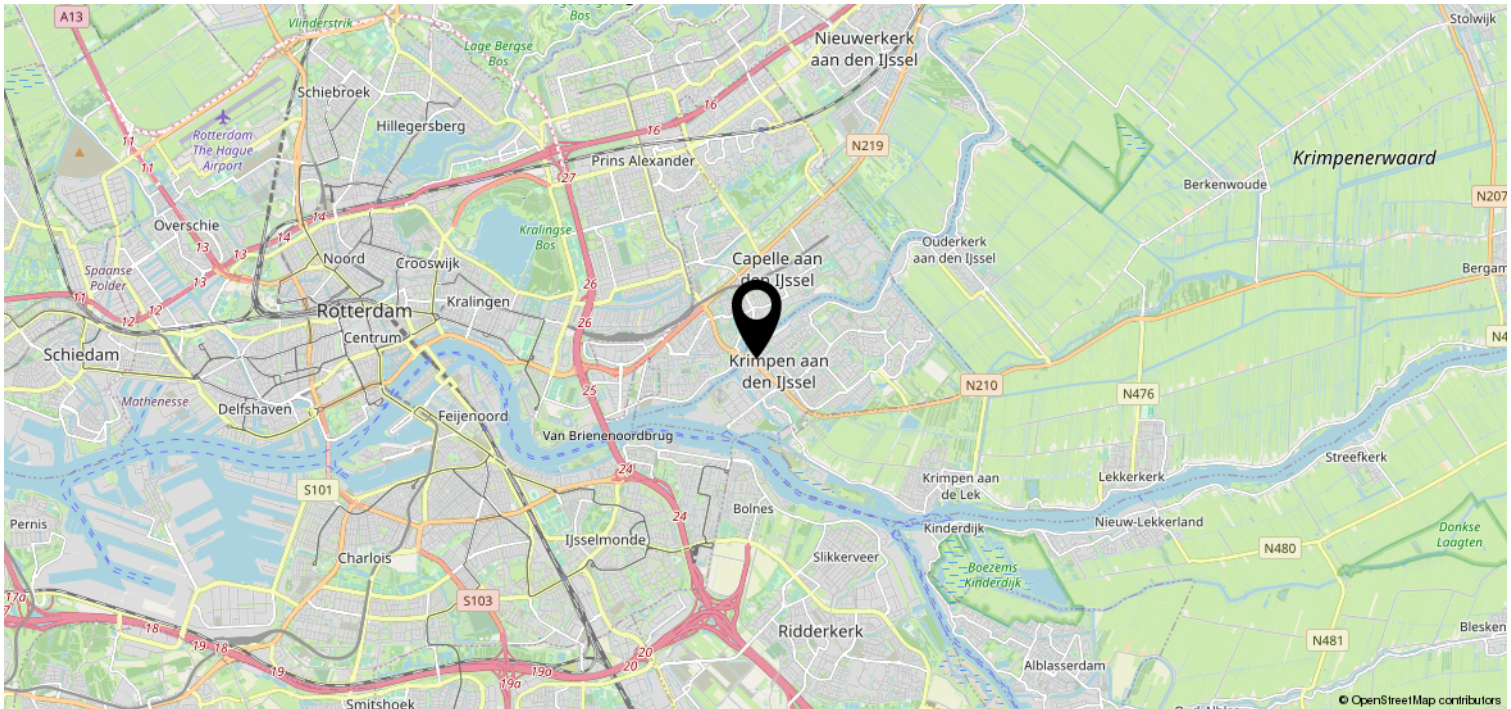 A13
Vlinderstrik
Bos
Stolwijk
Nieuwerkerk
aan den IJssel
Lage Bergse
Bos
Schiebroek
16
Hillegersberg
16
Rotterdam
The Hague
Airport
11
11
N219
Prins Alexander
27
Krimpenerwaard
Berkenwoude
N207
14
Overschie
13
13
14
Kralingse
Bos
Ouderkerk
aan den IJssel
Noord
Crooswijk
Capelle aan
den IJssel
Spaanse
Polder
Bergam
26
11
12
12
Kralingen
Rotterdam
26
Centrum
N4
Schiedam
Krimpen aan
den IJssel
N210
25
N476
Mathenesse
Delfshaven
Feijenoord
Van Brienenoordbrug
24
Streefkerk
Krimpen aan
de Lek
Lekkerkerk
S101
24
Bolnes
Pernis
Nieuw-Lekkerland
Kinderdijk
Donkse
Laagten
IJsselmonde
N480
Charlois
Slikkerveer
Boezems
Kinderdijk
17a
S103
7
18
Ridderkerk
N481
Blesken
19
18
20
20
Alblasserdam
19
19a
19a
Smitshoek
© OpenStreetMap contributors